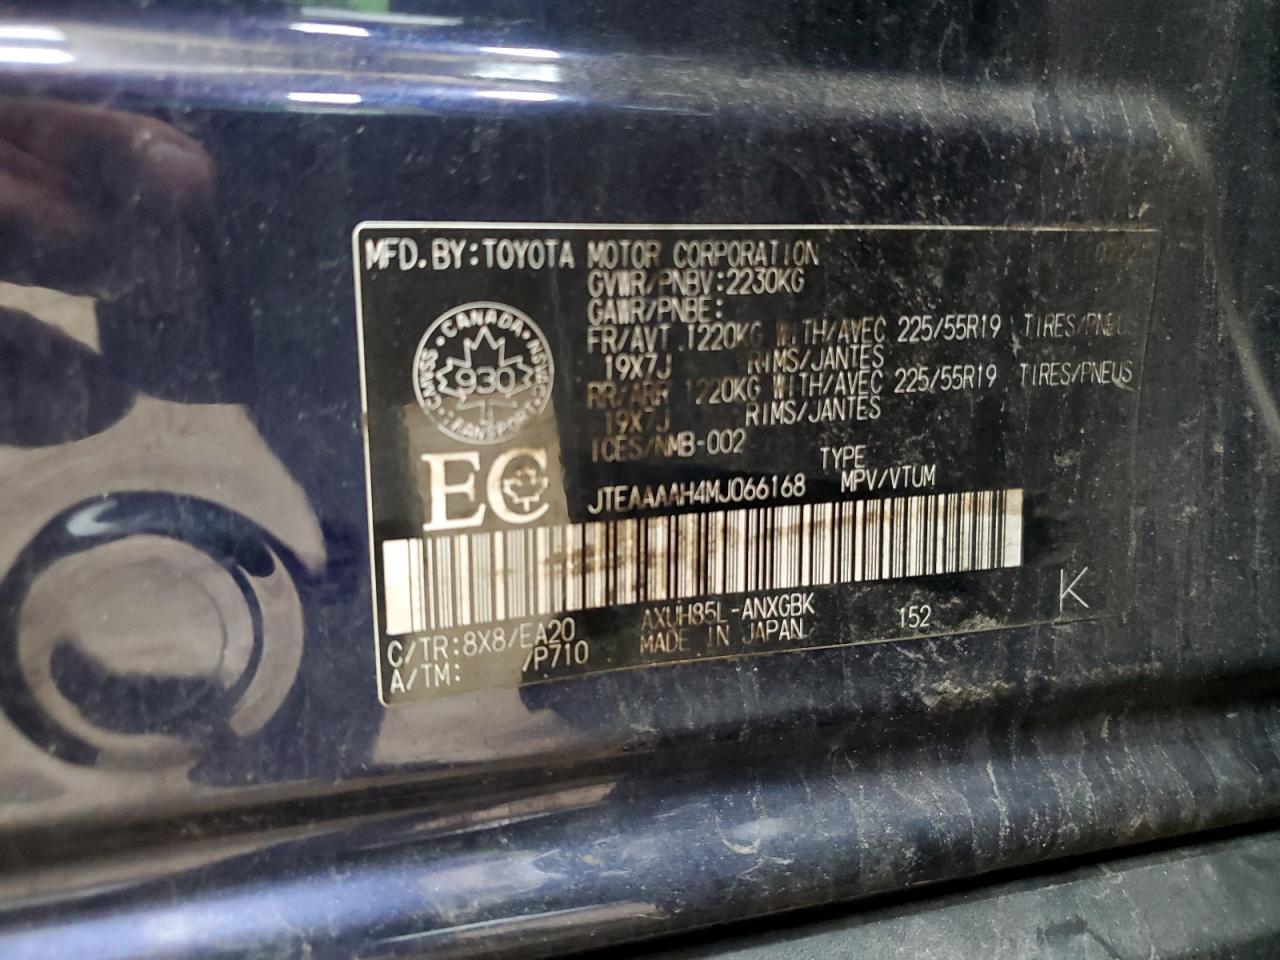 MFD. BY: TOYOTA MOTOR CORPORATION
GVWR/PNBV: 2230KG
GAWR/PNBE:
FR/AVT 1220KG WITH/AVEC 225/55R19 TIRES/PNEUS
19X7J RIMS/JANTES
RR/ARR 1220KG WITH/AVEC 225/55R19 TIRES/PNEUS
19X7J RIMS/JANTES
ICES/NMB-002
CANADA
CMVSS
NSVAC
930
TRANSPORT
EC
TYPE
JTEAAAAH4MJ066168 MPV/VTUM
C/TR: 8X8/EA20 AXUH85L-ANXGBK 152 K
A/TM: /P710 MADE IN JAPAN